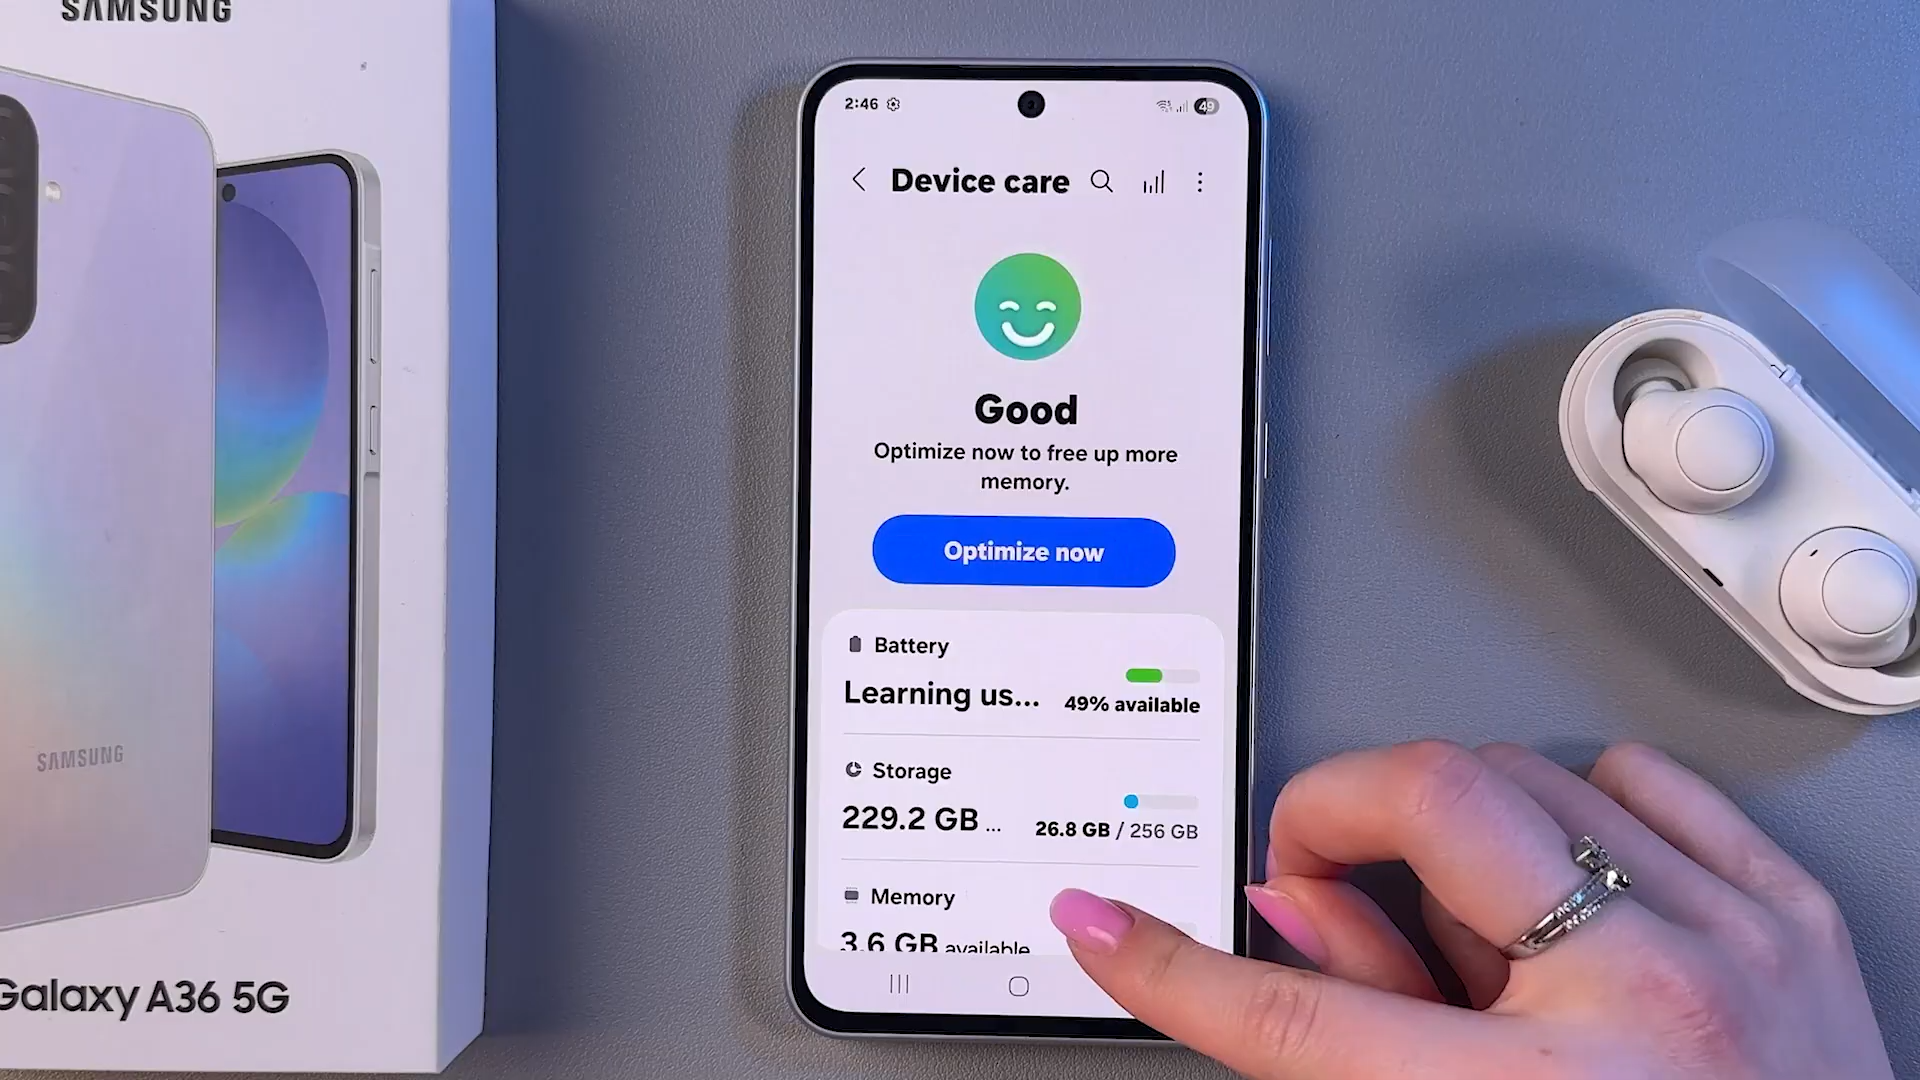 SAMSUNG
SAMSUNG
Galaxy A36 5G
2:46
49
Device care
Good
Optimize now to free up more
memory.
Optimize now
Battery
Learning us...
49% available
Storage
229.2 GB ...
26.8 GB / 256 GB
Memory
3.6 GB available